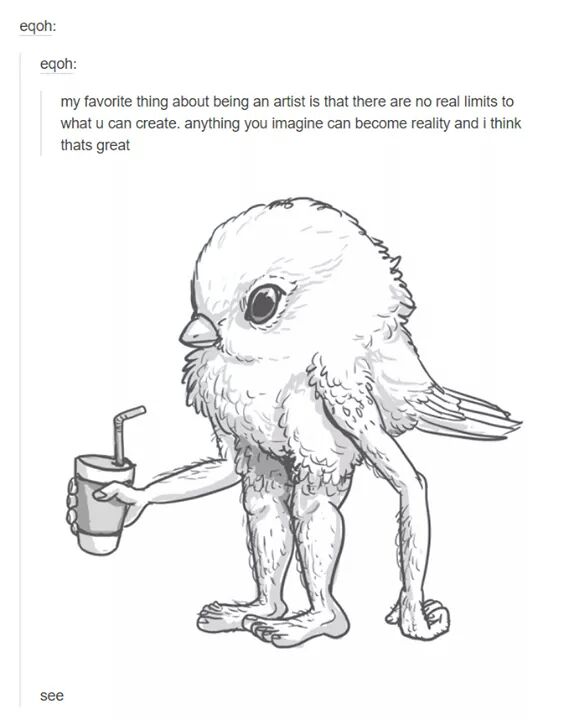 eqoh:
eqoh:
my favorite thing about being an artist is that there are no real limits to
what u can create. anything you imagine can become reality and i think
thats great
see